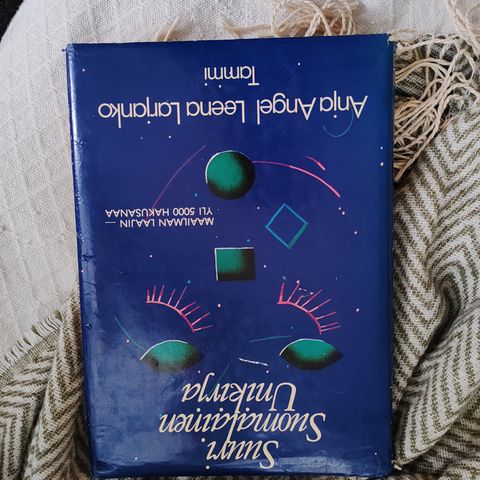 Suuri
Suomalainen
Unikirja
MAAILMAN LAAJIN —
YLI 5000 HAKUSANAA
Anja Angel Leena Larjanko
Tammi